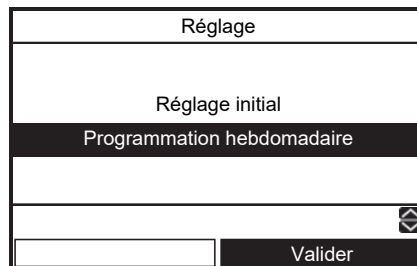 Réglage
Réglage initial
Programmation hebdomadaire
Valider